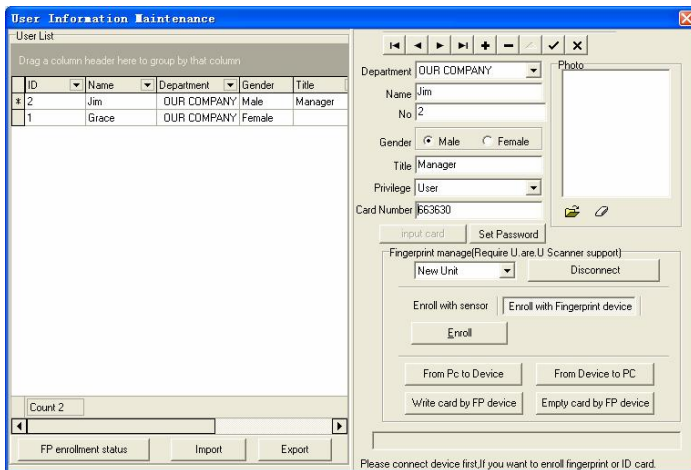 User Information Maintenance
User List
Drag a column header here to group by that column
ID Name Department Gender Title
* 2 Jim OUR COMPANY Male Manager
1 Grace OUR COMPANY Female
Count 2
FP enrollment status Import Export
Department OUR COMPANY
Name Jim
No 2
Gender Male Female
Title Manager
Privilege User
Card Number 663630
input card Set Password
Photo
Fingerprint manage(Require U.are.U Scanner support)
New Unit Disconnect
Enroll with sensor Enroll with Fingerprint device
Enroll
From Pc to Device From Device to PC
Write card by FP device Empty card by FP device
Please connect device first,If you want to enroll fingerprint or ID card.